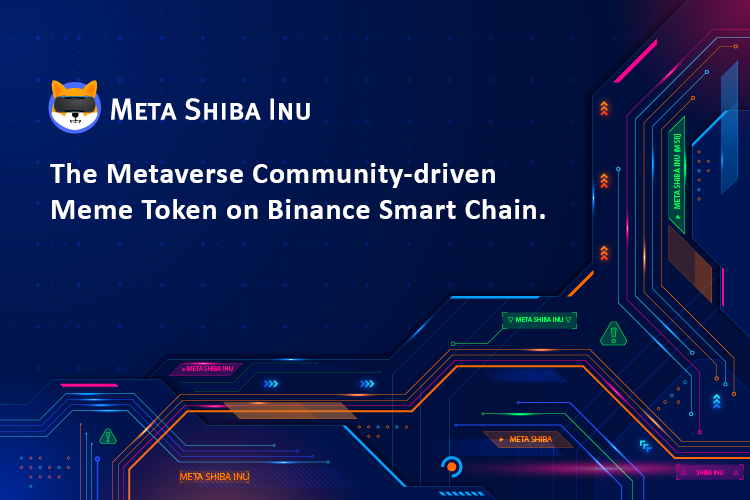 META SHIBA INU
The Metaverse Community-driven
Meme Token on Binance Smart Chain.
META SHIBA INU (MSI)
META SHIBA INU
META SHIBA INU
META SHIBA
META SHIBA INU
SHIBA INU